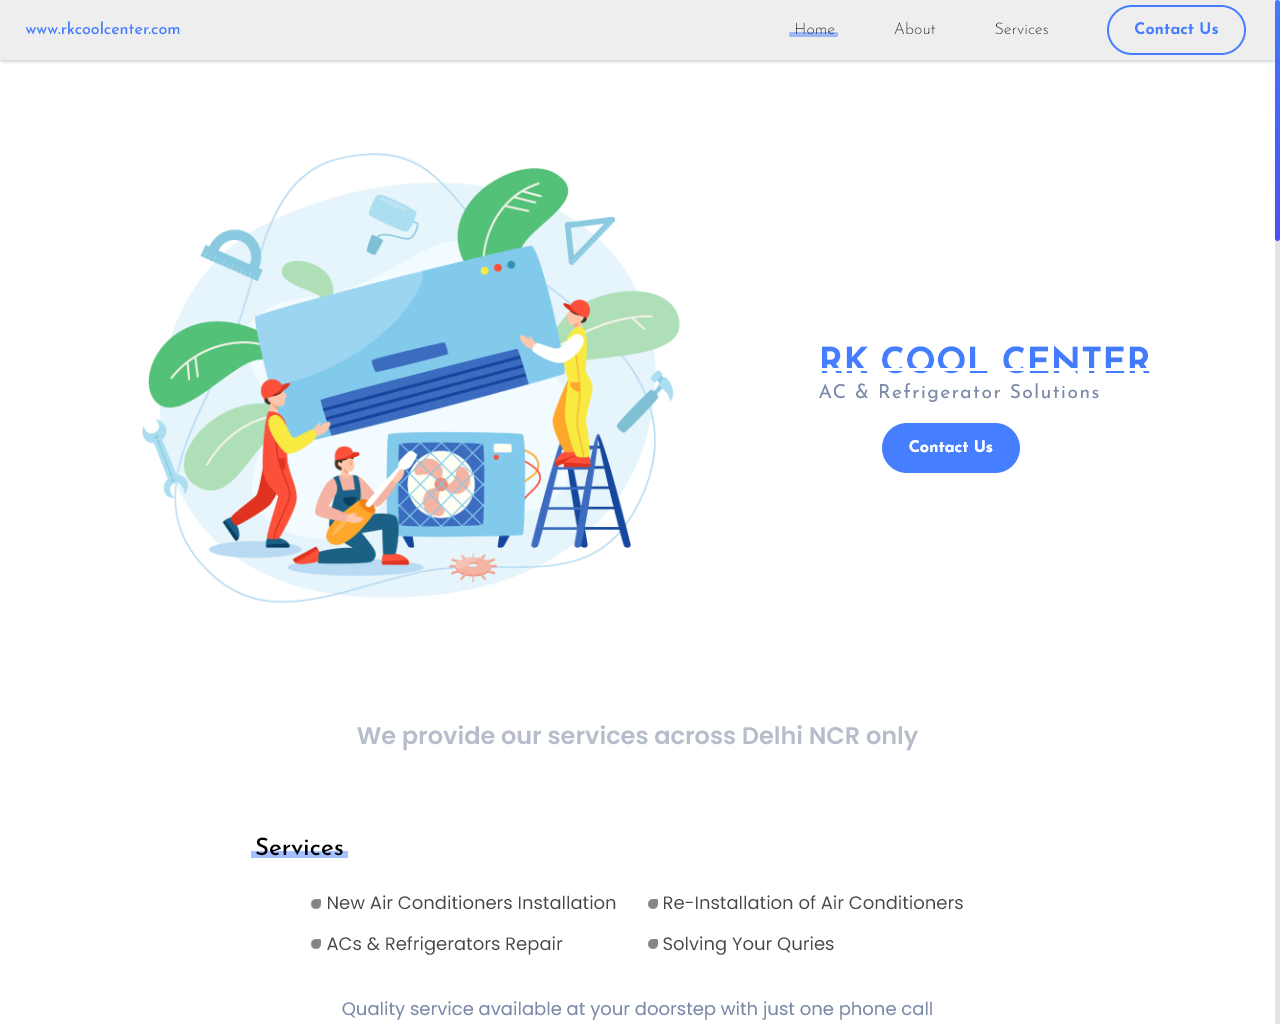 www.rkcoolcenter.com
Home
About
Services
Contact Us
RK COOL CENTER
AC & Refrigerator Solutions
Contact Us
We provide our services across Delhi NCR only
Services
New Air Conditioners Installation
Re-Installation of Air Conditioners
ACs & Refrigerators Repair
Solving Your Quries
Quality service available at your doorstep with just one phone call